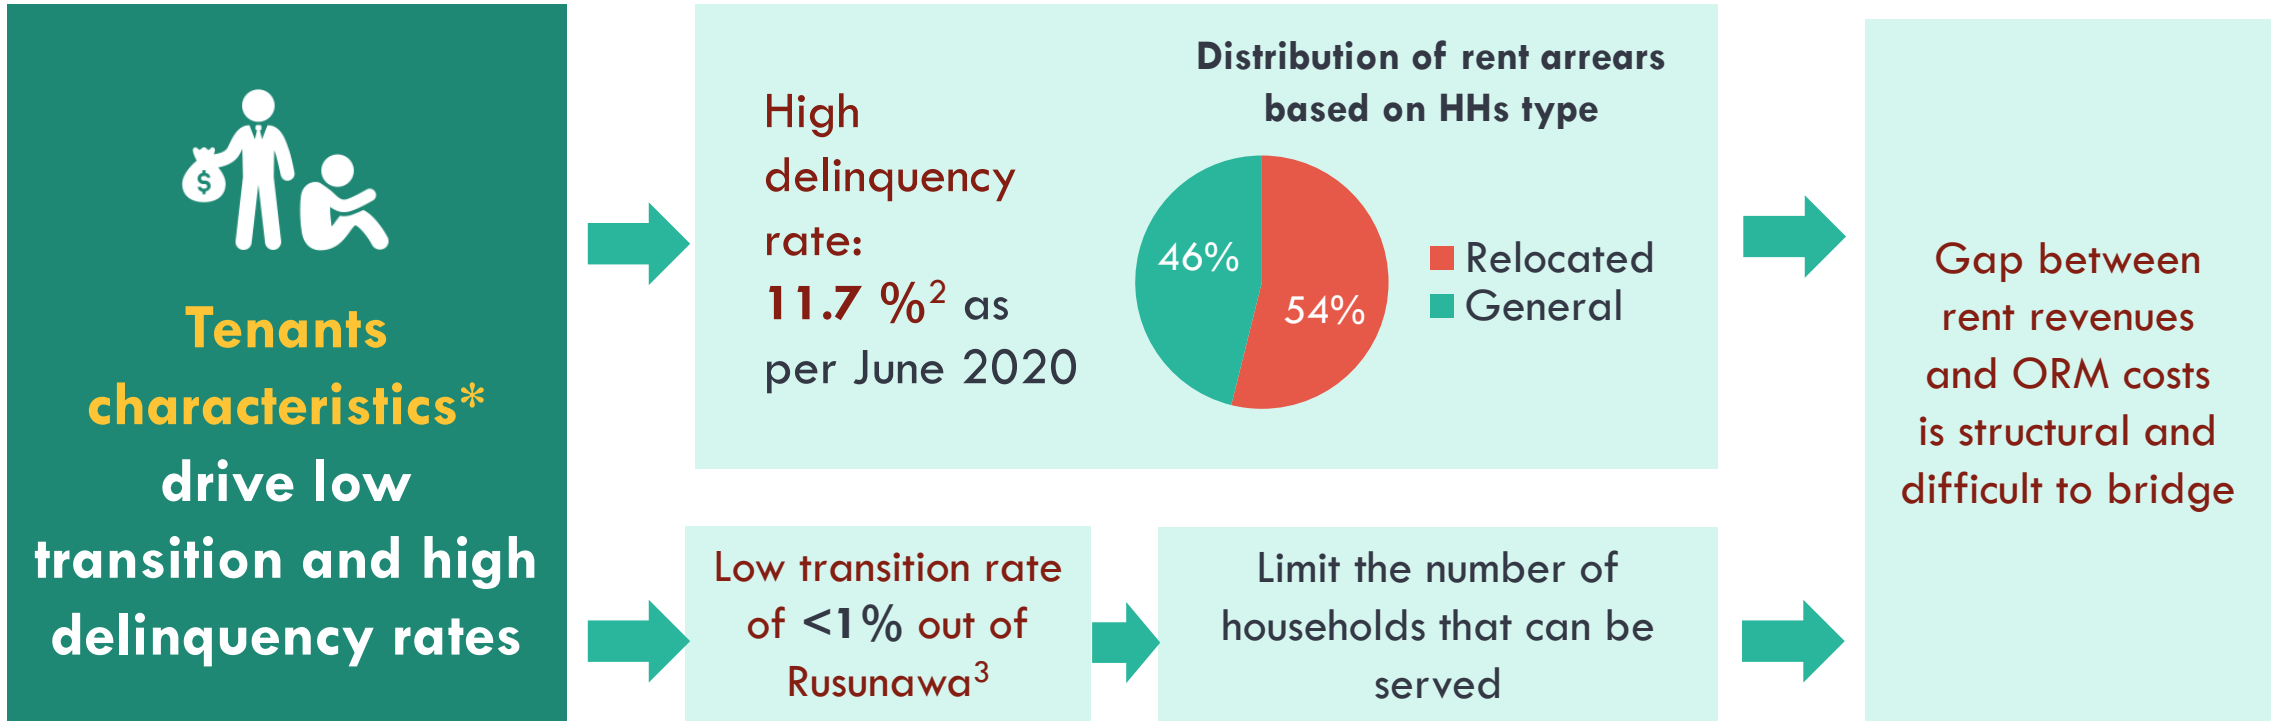 Tenants
characteristics*
drive low
transition and high
delinquency rates
High
delinquency
rate:
11.7 %2 as
per June 2020
Distribution of rent arrears
based on HHs type
46%
54%
Relocated
General
Low transition rate
of <1% out of
Rusunawa3
Limit the number of
households that can be
served
Gap between
rent revenues
and ORM costs
is structural and
difficult to bridge
$